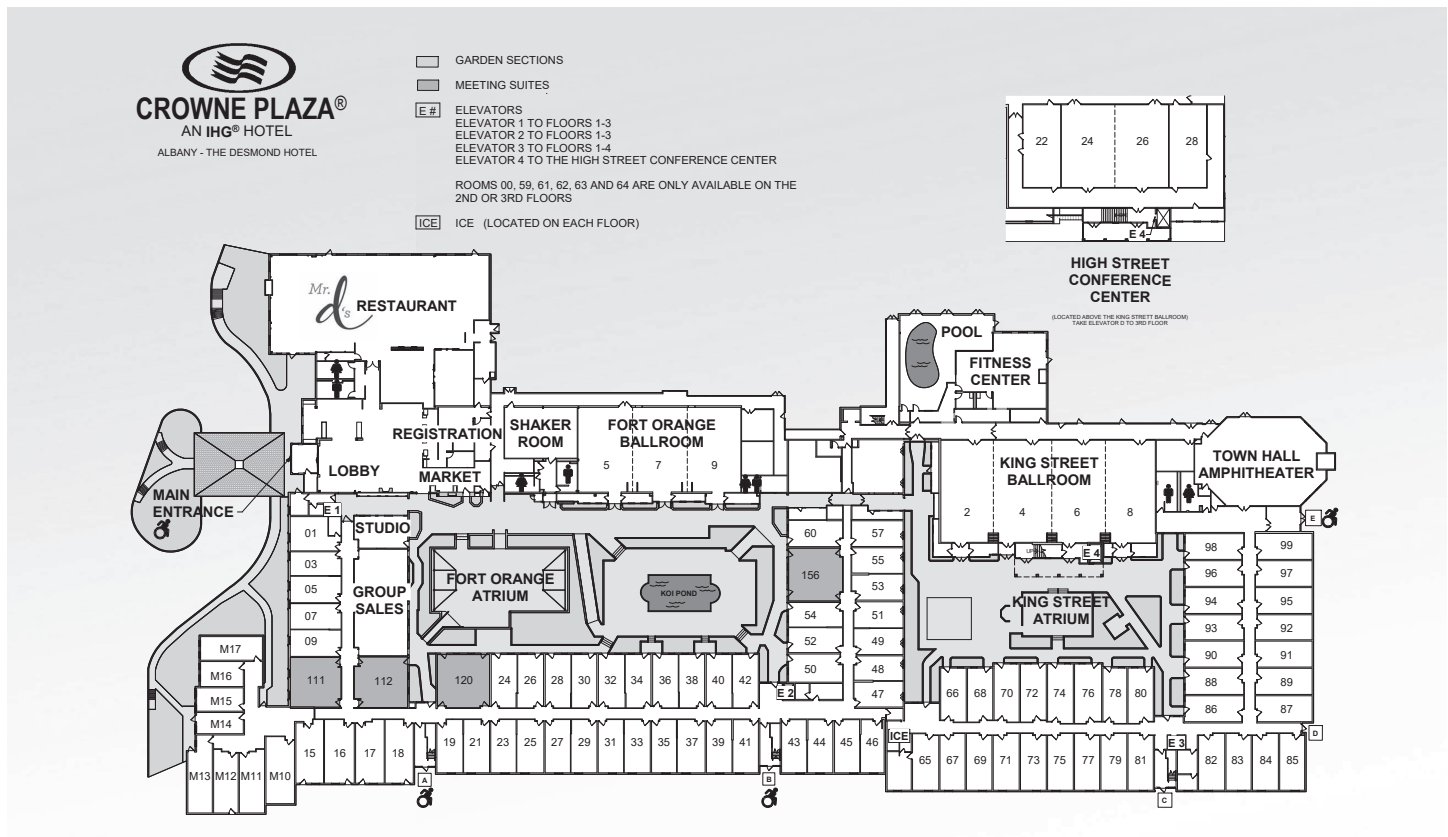 CROWNE PLAZA®
AN IHG® HOTEL
ALBANY - THE DESMOND HOTEL
GARDEN SECTIONS
MEETING SUITES
E #
ELEVATORS
ELEVATOR 1 TO FLOORS 1-3
ELEVATOR 2 TO FLOORS 1-3
ELEVATOR 3 TO FLOORS 1-4
ELEVATOR 4 TO THE HIGH STREET CONFERENCE CENTER
ROOMS 00, 59, 61, 62, 63 AND 64 ARE ONLY AVAILABLE ON THE
2ND OR 3RD FLOORS
ICE
ICE (LOCATED ON EACH FLOOR)
22 24 26 28
E 4
HIGH STREET
CONFERENCE
CENTER
(LOCATED ABOVE THE KING STRETT BALLROOM)
TAKE ELEVATOR D TO 3RD FLOOR
Mr. d's RESTAURANT
POOL
FITNESS
CENTER
REGISTRATION
LOBBY
MARKET
SHAKER
ROOM
FORT ORANGE
BALLROOM
5 7 9
KING STREET
BALLROOM
2 4 6 8
UP
E 4
TOWN HALL
AMPHITHEATER
MAIN
ENTRANCE
E 1
STUDIO
GROUP
SALES
01
03
05
07
09
111
112
FORT ORANGE
ATRIUM
KOI POND
60
156
54
52
50
57
55
53
51
49
48
47
KING STREET
ATRIUM
98
96
94
93
90
88
86
99
97
95
92
91
89
87
E
M17
M16
M15
M14
M13 M12 M11 M10
120 24 26 28 30 32 34 36 38 40 42
E 2
66 68 70 72 74 76 78 80
15 16 17 18
19 21 23 25 27 29 31 33 35 37 39 41
43 44 45 46
ICE
65 67 69 71 73 75 77 79 81
E 3
82 83 84 85
A
B
C
D